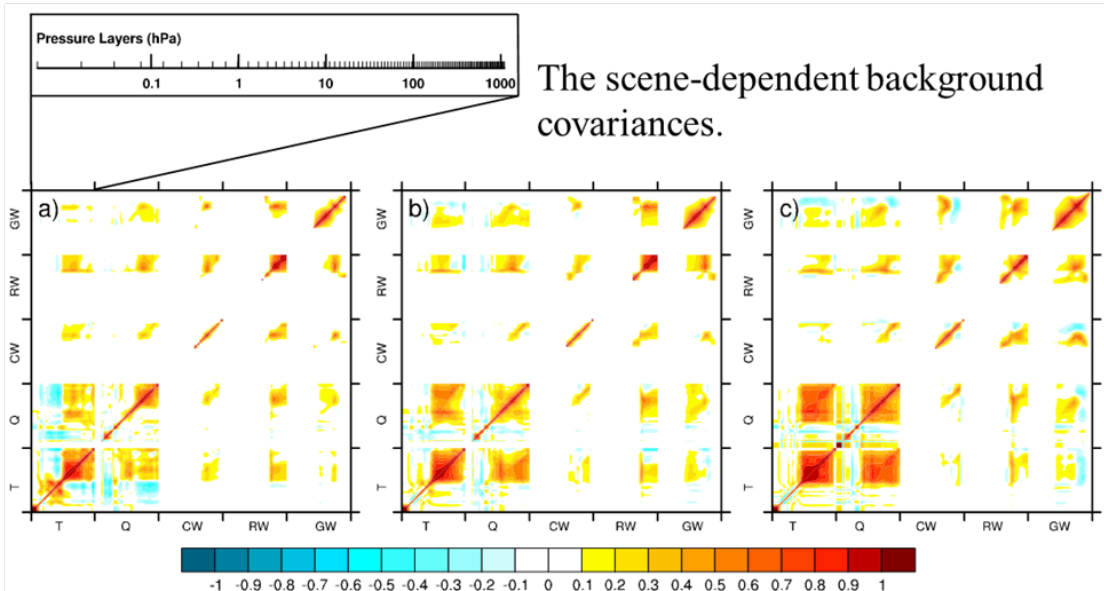 Pressure Layers (hPa)
0.1 1 10 100 1000
The scene-dependent background
covariances.
a) b) c)
GW GW GW
RW RW RW
CW CW CW
Q Q Q
T T T
T Q CW RW GW T Q CW RW GW T Q CW RW GW
-1 -0.9 -0.8 -0.7 -0.6 -0.5 -0.4 -0.3 -0.2 -0.1 0 0.1 0.2 0.3 0.4 0.5 0.6 0.7 0.8 0.9 1